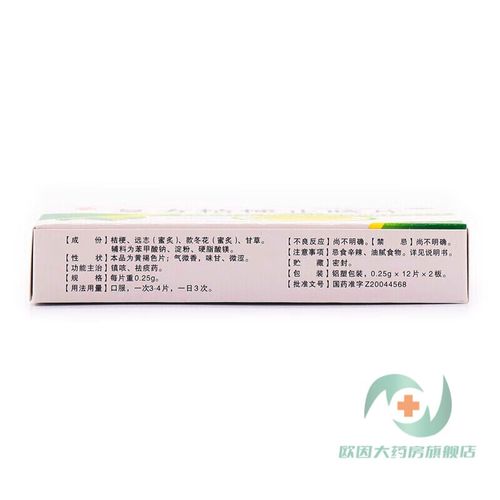 【成 份】桔梗、远志（蜜炙）、款冬花（蜜炙）、甘草。
辅料为苯甲酸钠、淀粉、硬脂酸镁。
【性 状】本品为黄褐色片；气微香，味甘、微涩。
【功能主治】镇咳、祛痰药。
【规 格】每片重0.25g。
【用法用量】口服，一次3-4片，一日3次。
【不良反应】尚不明确。【禁 忌】尚不明确。
【注意事项】忌食辛辣、油腻食物。详见说明书。
【贮 藏】密封。
【包 装】铝塑包装，0.25g×12片×2板。
【批准文号】国药准字Z20044568
欧因大药房旗舰店